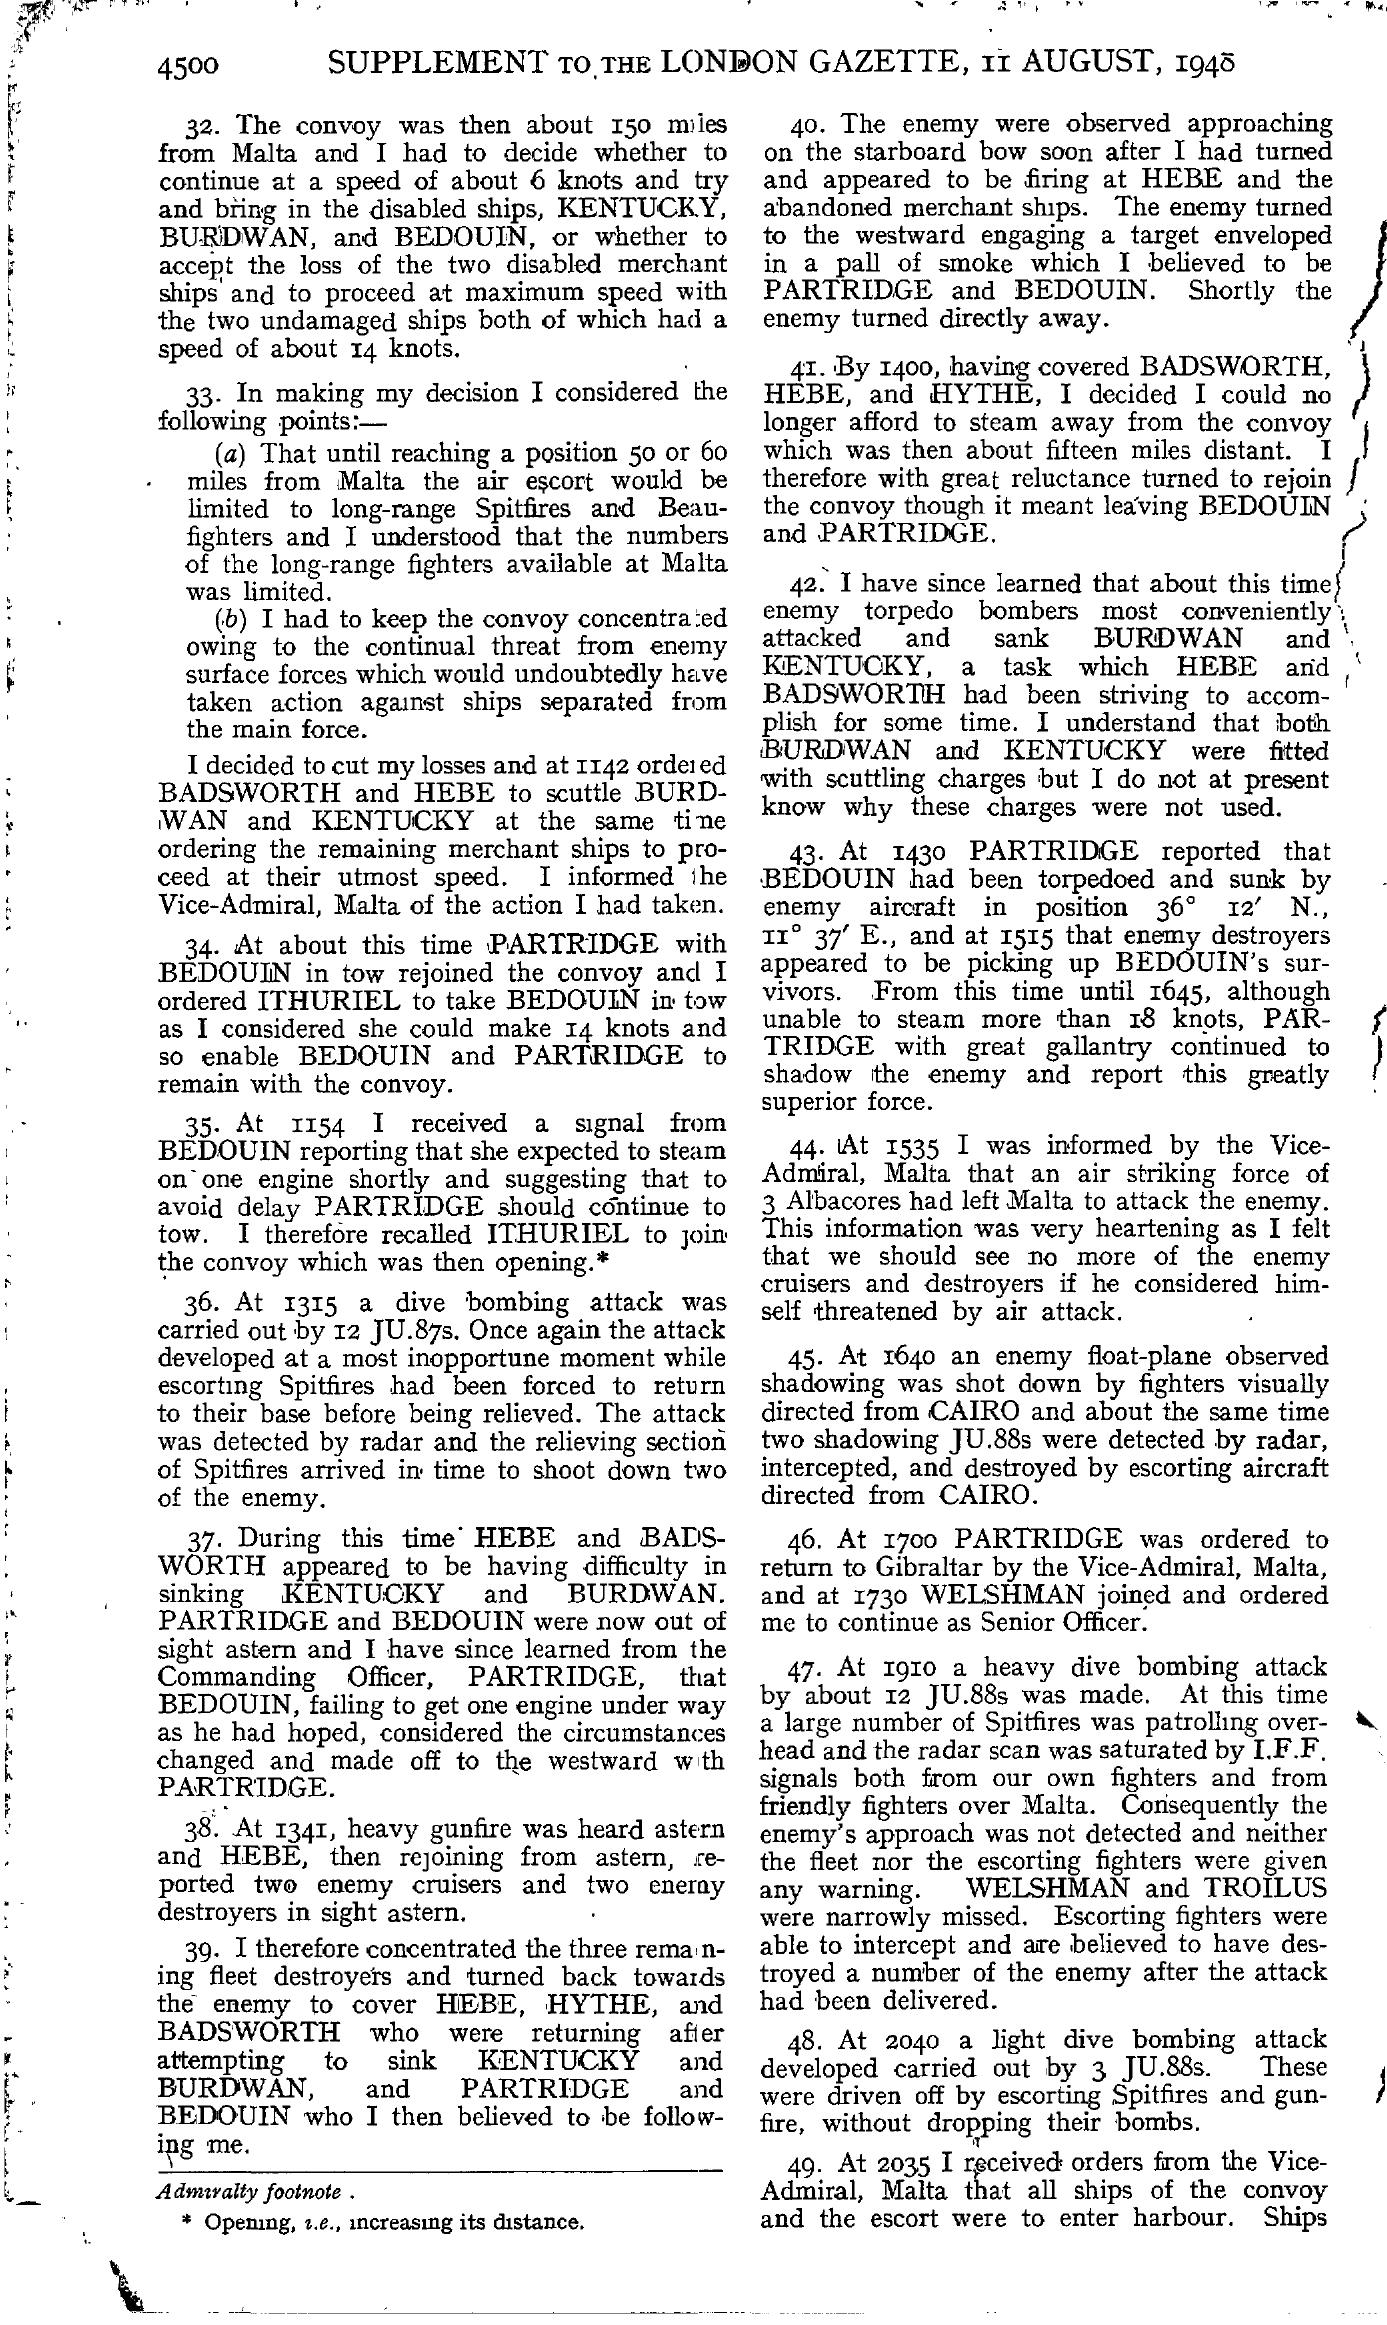 4500 SUPPLEMENT TO THE LONDON GAZETTE, 11 AUGUST, 1948
32. The convoy was then about 150 miles
from Malta and I had to decide whether to
continue at a speed of about 6 knots and try
and bring in the disabled ships, KENTUCKY,
BURDWAN, and BEDOUIN, or whether to
accept the loss of the two disabled merchant
ships and to proceed at maximum speed with
the two undamaged ships both of which had a
speed of about 14 knots.
33. In making my decision I considered the
following points:—
(a) That until reaching a position 50 or 60
miles from Malta the air escort would be
limited to long-range Spitfires and Beau-
fighters and I understood that the numbers
of the long-range fighters available at Malta
was limited.
(b) I had to keep the convoy concentrated
owing to the continual threat from enemy
surface forces which would undoubtedly have
taken action against ships separated from
the main force.
I decided to cut my losses and at 1142 ordered
BADSWORTH and HEBE to scuttle BURD-
WAN and KENTUCKY at the same time
ordering the remaining merchant ships to pro-
ceed at their utmost speed. I informed the
Vice-Admiral, Malta of the action I had taken.
34. At about this time PARTRIDGE with
BEDOUIN in tow rejoined the convoy and I
ordered ITHURIEL to take BEDOUIN in tow
as I considered she could make 14 knots and
so enable BEDOUIN and PARTRIDGE to
remain with the convoy.
35. At 1154 I received a signal from
BEDOUIN reporting that she expected to steam
on one engine shortly and suggesting that to
avoid delay PARTRIDGE should continue to
tow. I therefore recalled ITHURIEL to join
the convoy which was then opening.*
36. At 1315 a dive bombing attack was
carried out by 12 JU.87s. Once again the attack
developed at a most inopportune moment while
escorting Spitfires had been forced to return
to their base before being relieved. The attack
was detected by radar and the relieving section
of Spitfires arrived in time to shoot down two
of the enemy.
37. During this time HEBE and BADS-
WORTH appeared to be having difficulty in
sinking KENTUCKY and BURDWAN.
PARTRIDGE and BEDOUIN were now out of
sight astern and I have since learned from the
Commanding Officer, PARTRIDGE, that
BEDOUIN, failing to get one engine under way
as he had hoped, considered the circumstances
changed and made off to the westward with
PARTRIDGE.
38. At 1341, heavy gunfire was heard astern
and HEBE, then rejoining from astern, re-
ported two enemy cruisers and two enemy
destroyers in sight astern.
39. I therefore concentrated the three remain-
ing fleet destroyers and turned back towards
the enemy to cover HEBE, HYTHE, and
BADSWORTH who were returning after
attempting to sink KENTUCKY and
BURDWAN, and PARTRIDGE and
BEDOUIN who I then believed to be follow-
ing me.
Admiralty footnote .
* Opening, i.e., increasing its distance.
40. The enemy were observed approaching
on the starboard bow soon after I had turned
and appeared to be firing at HEBE and the
abandoned merchant ships. The enemy turned
to the westward engaging a target enveloped
in a pall of smoke which I believed to be
PARTRIDGE and BEDOUIN. Shortly the
enemy turned directly away.
41. By 1400, having covered BADSWORTH,
HEBE, and HYTHE, I decided I could no
longer afford to steam away from the convoy
which was then about fifteen miles distant. I
therefore with great reluctance turned to rejoin
the convoy though it meant leaving BEDOUIN
and PARTRIDGE.
42. I have since learned that about this time
enemy torpedo bombers most conveniently
attacked and sank BURDWAN and
KENTUCKY, a task which HEBE and
BADSWORTH had been striving to accom-
plish for some time. I understand that both
BURDWAN and KENTUCKY were fitted
with scuttling charges but I do not at present
know why these charges were not used.
43. At 1430 PARTRIDGE reported that
BEDOUIN had been torpedoed and sunk by
enemy aircraft in position 36° 12′ N.,
11° 37′ E., and at 1515 that enemy destroyers
appeared to be picking up BEDOUIN's sur-
vivors. From this time until 1645, although
unable to steam more than 18 knots, PAR-
TRIDGE with great gallantry continued to
shadow the enemy and report this greatly
superior force.
44. At 1535 I was informed by the Vice-
Admiral, Malta that an air striking force of
3 Albacores had left Malta to attack the enemy.
This information was very heartening as I felt
that we should see no more of the enemy
cruisers and destroyers if he considered him-
self threatened by air attack.
45. At 1640 an enemy float-plane observed
shadowing was shot down by fighters visually
directed from CAIRO and about the same time
two shadowing JU.88s were detected by radar,
intercepted, and destroyed by escorting aircraft
directed from CAIRO.
46. At 1700 PARTRIDGE was ordered to
return to Gibraltar by the Vice-Admiral, Malta,
and at 1730 WELSHMAN joined and ordered
me to continue as Senior Officer.
47. At 1910 a heavy dive bombing attack
by about 12 JU.88s was made. At this time
a large number of Spitfires was patrolling over-
head and the radar scan was saturated by I.F.F.
signals both from our own fighters and from
friendly fighters over Malta. Consequently the
enemy's approach was not detected and neither
the fleet nor the escorting fighters were given
any warning. WELSHMAN and TROILUS
were narrowly missed. Escorting fighters were
able to intercept and are believed to have des-
troyed a number of the enemy after the attack
had been delivered.
48. At 2040 a light dive bombing attack
developed carried out by 3 JU.88s. These
were driven off by escorting Spitfires and gun-
fire, without dropping their bombs.
49. At 2035 I received orders from the Vice-
Admiral, Malta that all ships of the convoy
and the escort were to enter harbour. Ships